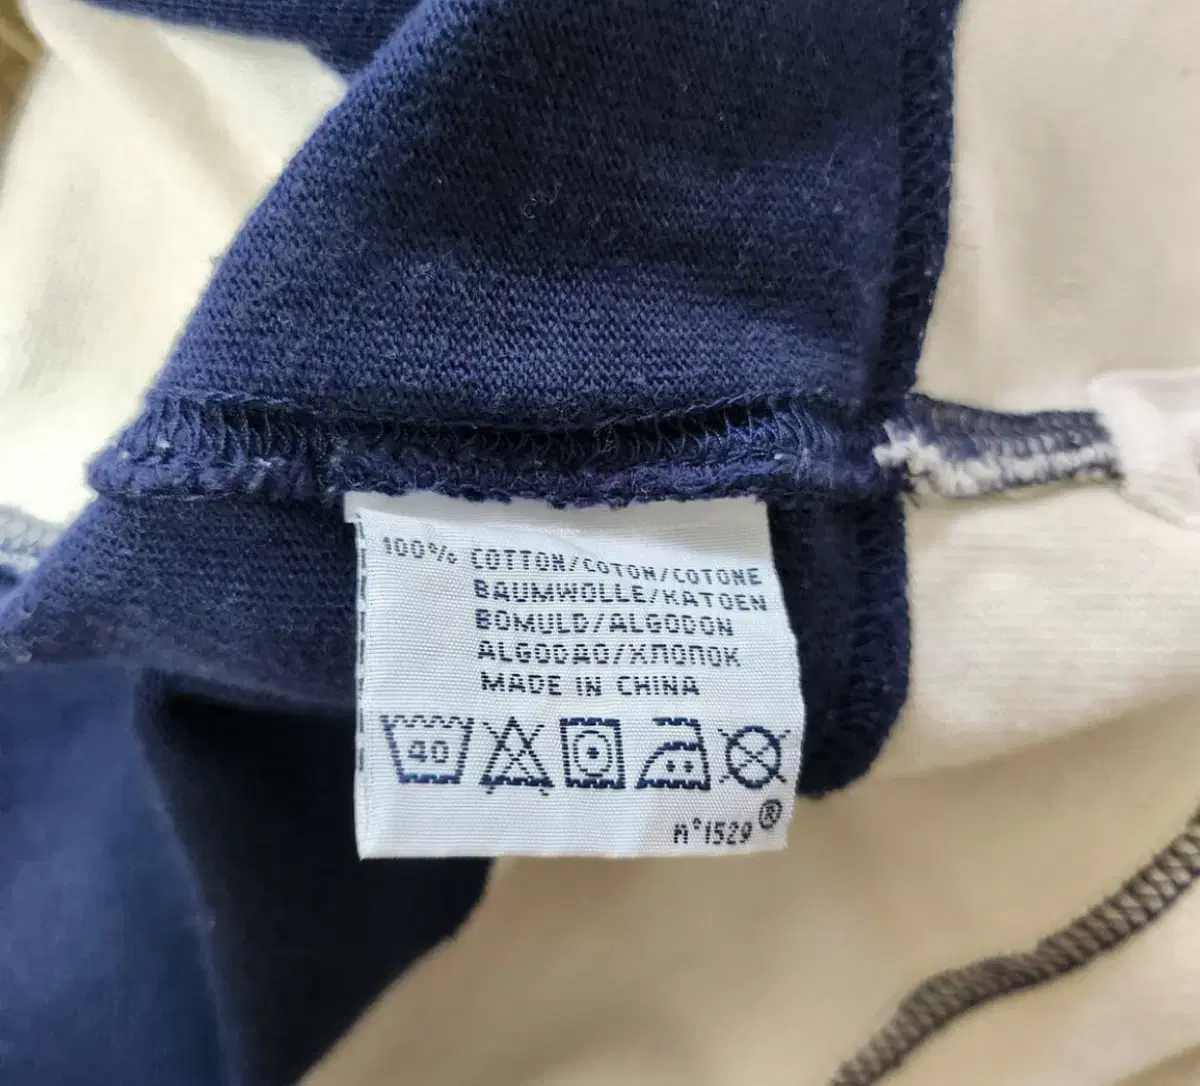 100% COTTON/COTON/COTONE
BAUMWOLLE/KATOEN
BOMULD/ALGODON
ALGODAO/ХЛОПОК
MADE IN CHINA
40
n°1529®